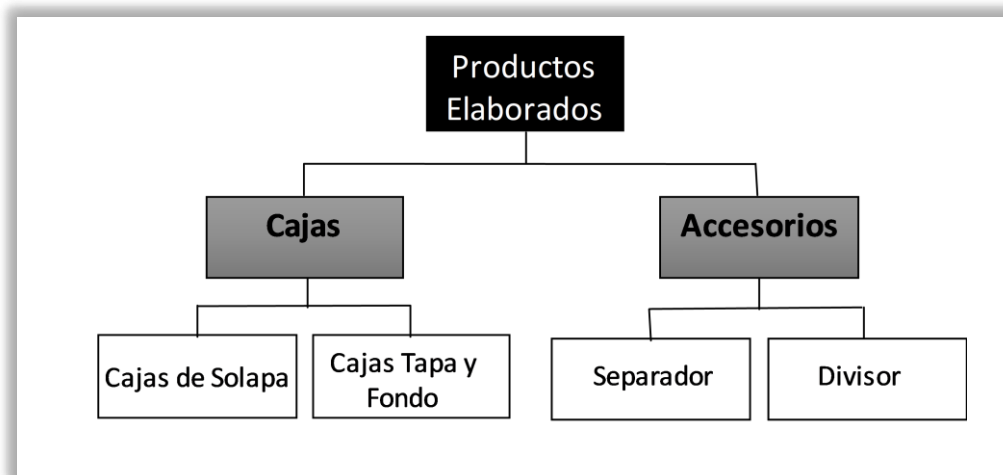 Productos
Elaborados
Cajas
Accesorios
Cajas de Solapa
Cajas Tapa y
Fondo
Separador
Divisor